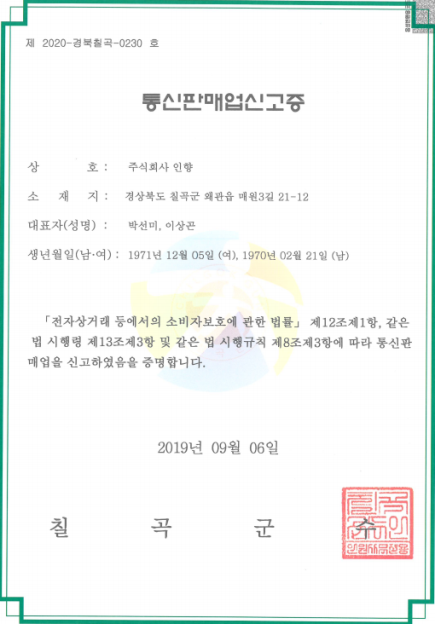 제 2020-경북칠곡-0230 호
통신판매업신고증
상 호 : 주식회사 인향
소 재 지 : 경상북도 칠곡군 왜관읍 매원3길 21-12
대표자(성명) : 박선미, 이상곤
생년월일(남·여) : 1971년 12월 05일 (여), 1970년 02월 21일 (남)
「전자상거래 등에서의 소비자보호에 관한 법률」 제12조제1항, 같은
법 시행령 제13조제3항 및 같은 법 시행규칙 제8조제3항에 따라 통신판
매업을 신고하였음을 증명합니다.
2019년 09월 06일
칠 곡 군 수